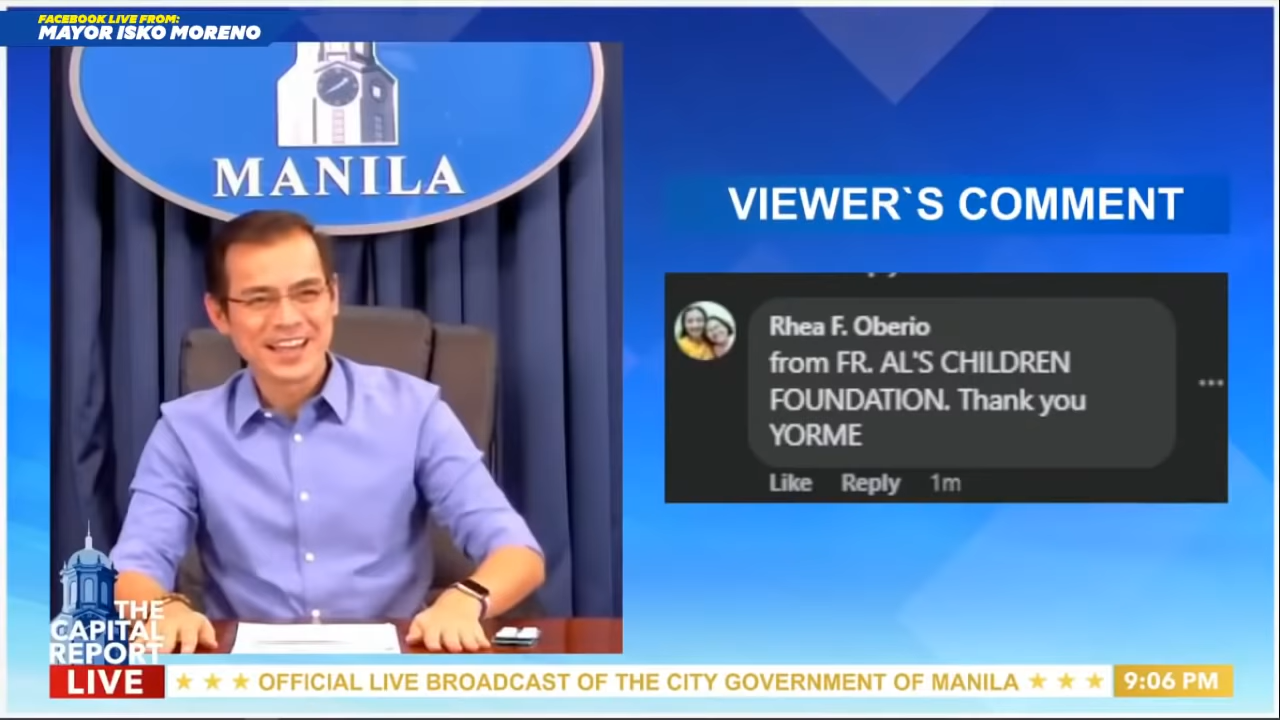 FACEBOOK LIVE FROM:
MAYOR ISKO MORENO
MANILA
VIEWER`S COMMENT
Rhea F. Oberio
from FR. AL'S CHILDREN
FOUNDATION. Thank you
YORME
Like Reply 1m
THE
CAPITAL
REPORT
LIVE
OFFICIAL LIVE BROADCAST OF THE CITY GOVERNMENT OF MANILA
9:06 PM